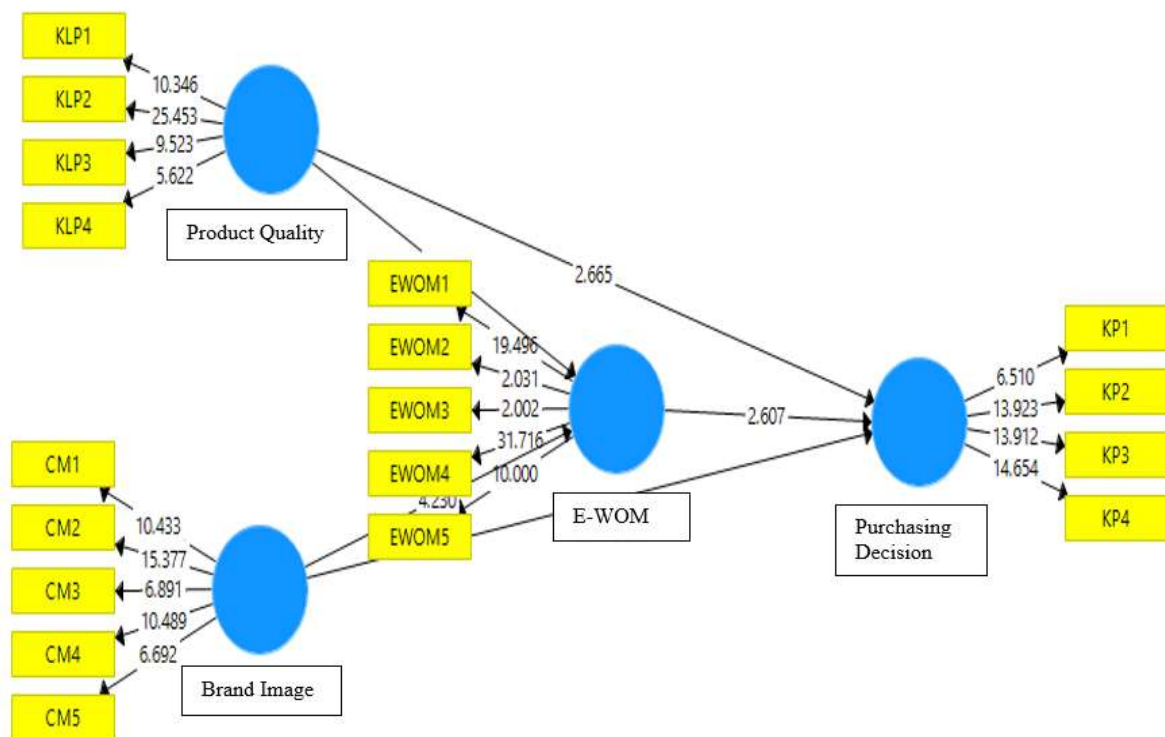 KLP1
10.346
KLP2
25.453
KLP3
9.523
5.622
KLP4
Product Quality
2.665
EWOM1
19.496
EWOM2
2.031
EWOM3
2.002
EWOM4
31.716
10.000
EWOM5
4.230
E-WOM
2.607
KP1
6.510
KP2
13.923
13.912
KP3
14.654
KP4
Purchasing
Decision
CM1
10.433
CM2
15.377
CM3
6.891
10.489
CM4
6.692
CM5
Brand Image